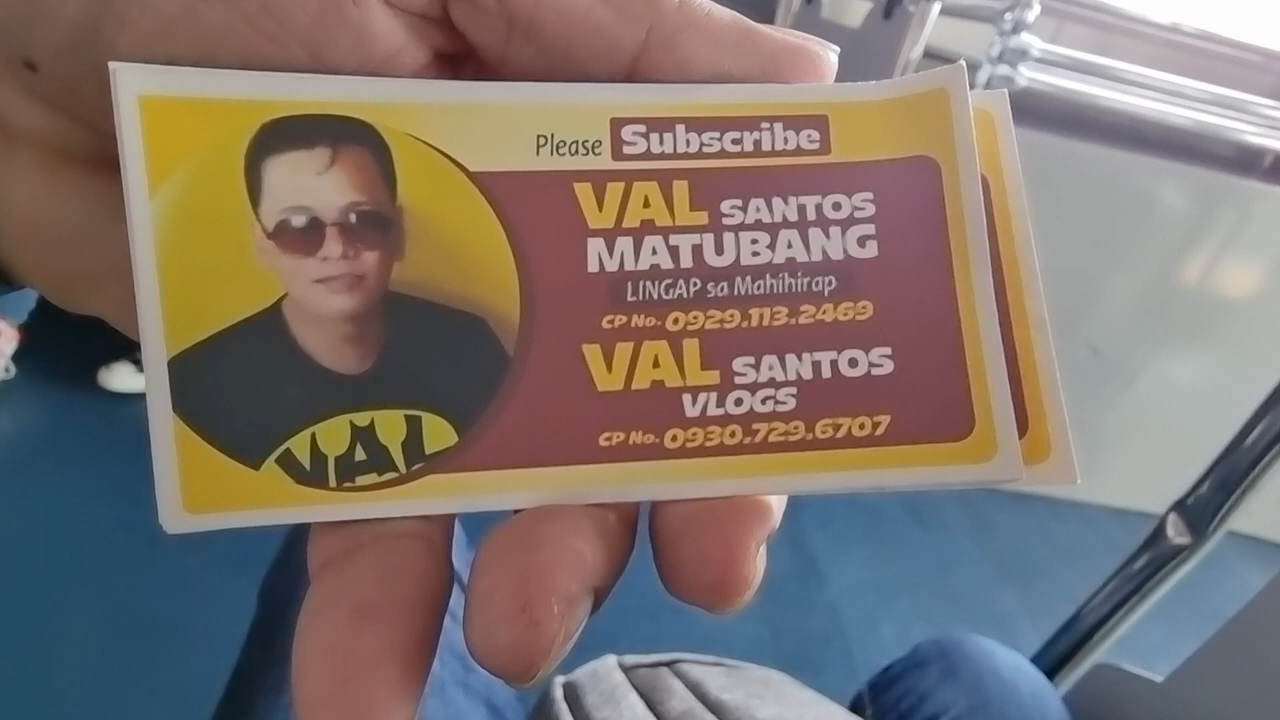 Please Subscribe
VAL SANTOS
MATUBANG
LINGAP sa Mahihirap
CP No. 0929.113.2469
VAL SANTOS
VLOGS
CP No. 0930.729.6707
VAL